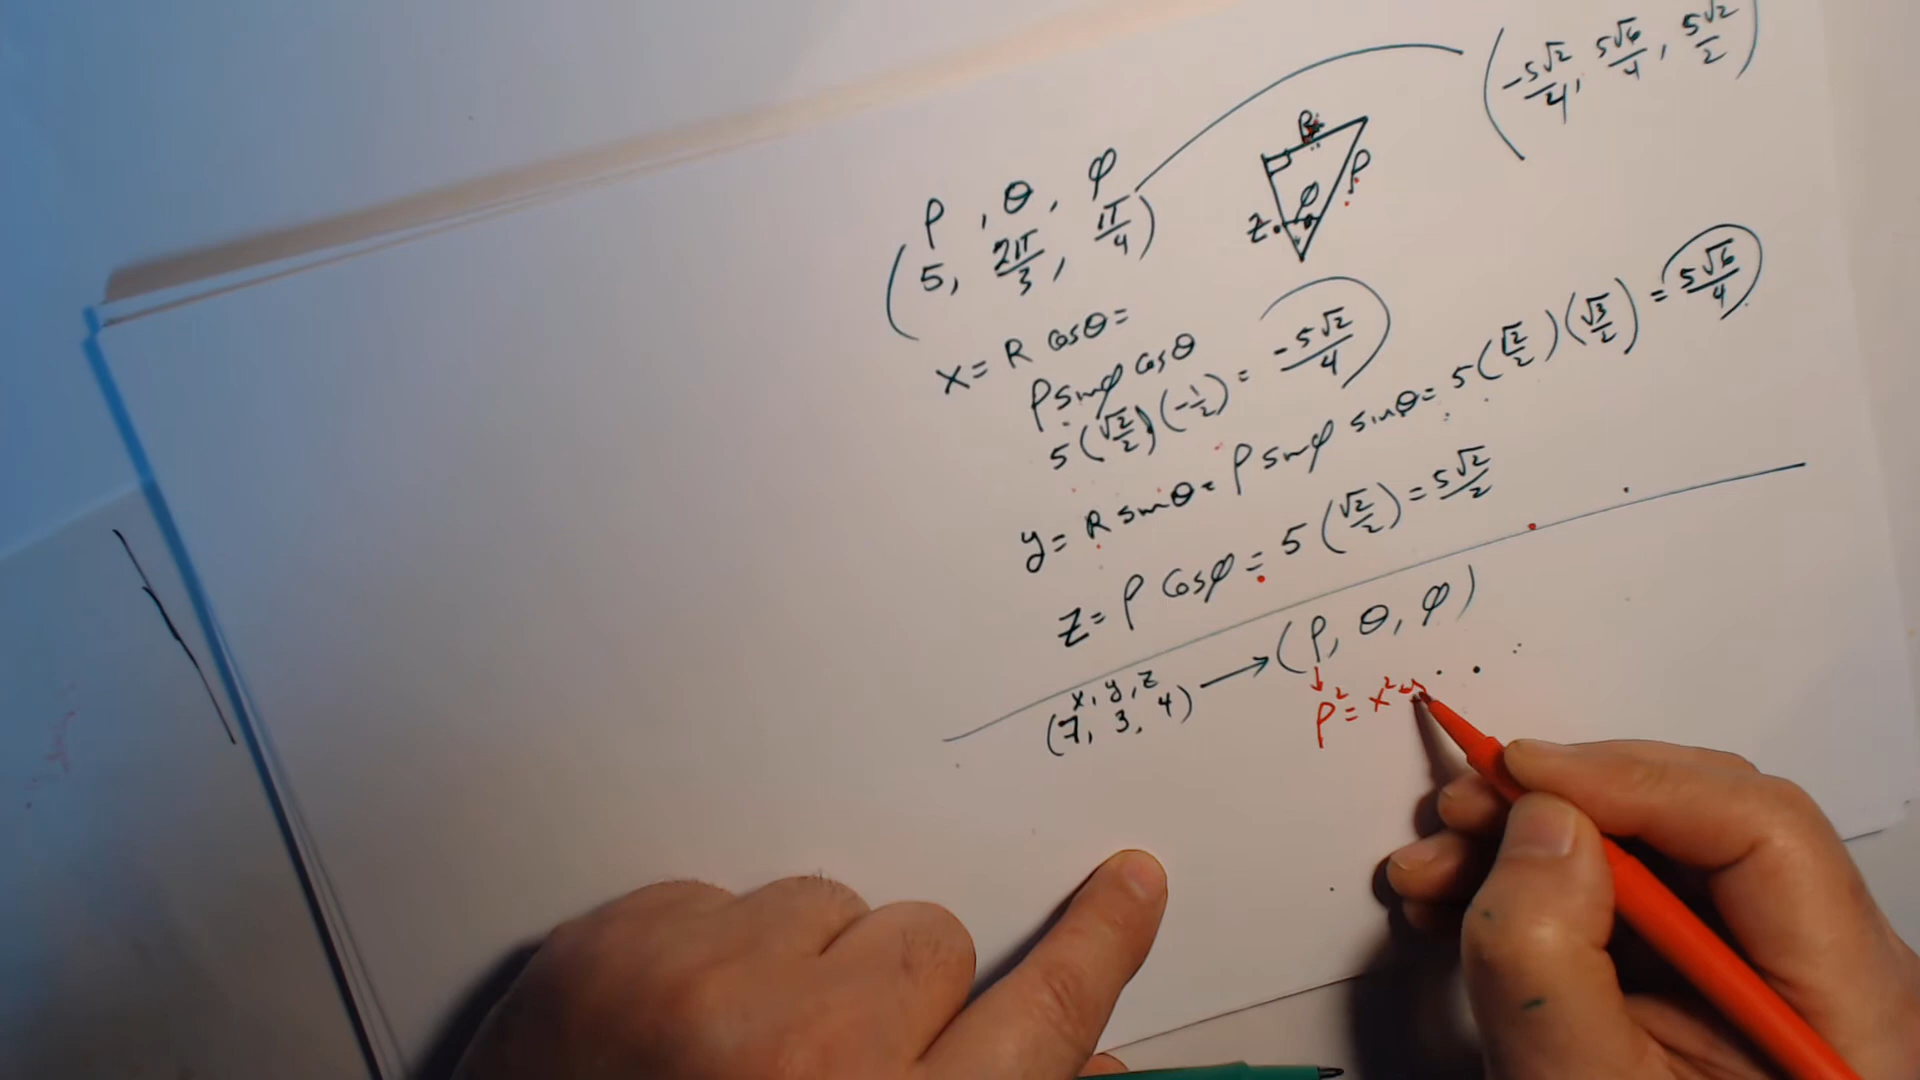 (-5√2/4, 5√6/4, 5√2/2)
ρ, θ, φ
(5, 2π/3, π/4)
R
ρ
φ
z
x = R cosθ =
ρ sinφ cosθ
5(√2/2)(-1/2) = -5√2/4
y = R sinθ = ρ sinφ sinθ = 5(√2/2)(√3/2) = 5√6/4
z = ρ cosφ = 5(√2/2) = 5√2/2
x, y, z
(7, 3, 4) → (ρ, θ, φ)
ρ² = x² +